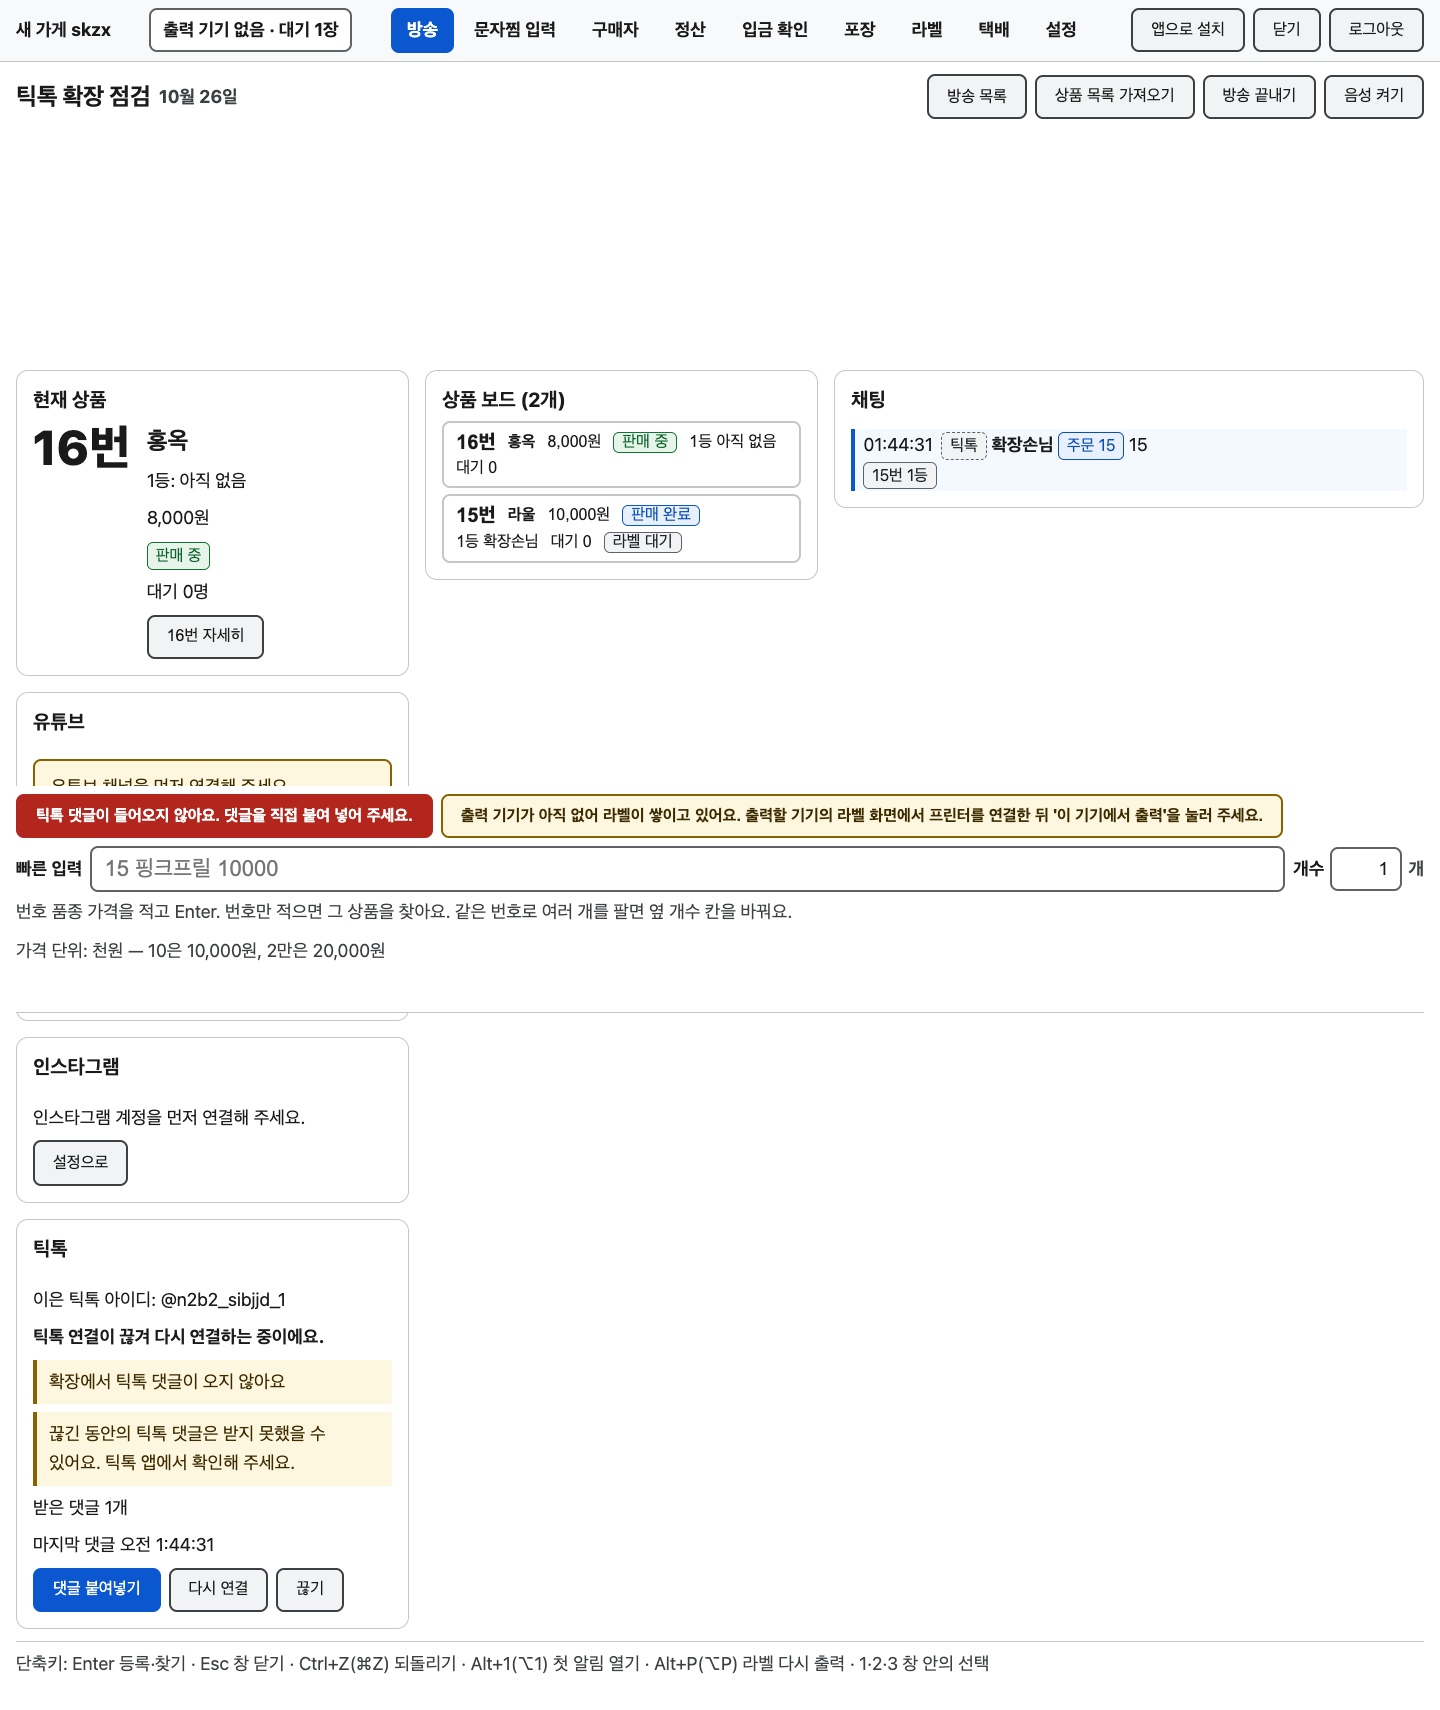 새 가게 skzx
출력 기기 없음 · 대기 1장
방송
문자찜 입력
구매자
정산
입금 확인
포장
라벨
택배
설정
앱으로 설치
닫기
로그아웃
틱톡 확장 점검 10월 26일
방송 목록
상품 목록 가져오기
방송 끝내기
음성 켜기
현재 상품
16번 홍옥
1등: 아직 없음
8,000원
판매 중
대기 0명
16번 자세히
상품 보드 (2개)
16번 홍옥 8,000원 판매 중 1등 아직 없음
대기 0
15번 라울 10,000원 판매 완료
1등 확장손님 대기 0 라벨 대기
채팅
01:44:31 틱톡 확장손님 주문 15 15
15번 1등
유튜브
유튜브 채널을 먼저 연결해 주세요
틱톡 댓글이 들어오지 않아요. 댓글을 직접 붙여 넣어 주세요.
출력 기기가 아직 없어 라벨이 쌓이고 있어요. 출력할 기기의 라벨 화면에서 프린터를 연결한 뒤 '이 기기에서 출력'을 눌러 주세요.
빠른 입력 15 핑크프릴 10000 개수 1 개
번호 품종 가격을 적고 Enter. 번호만 적으면 그 상품을 찾아요. 같은 번호로 여러 개를 팔면 옆 개수 칸을 바꿔요.
가격 단위: 천원 — 10은 10,000원, 2만은 20,000원
인스타그램
인스타그램 계정을 먼저 연결해 주세요.
설정으로
틱톡
이은 틱톡 아이디: @n2b2_sibjjd_1
틱톡 연결이 끊겨 다시 연결하는 중이에요.
확장에서 틱톡 댓글이 오지 않아요
끊긴 동안의 틱톡 댓글은 받지 못했을 수
있어요. 틱톡 앱에서 확인해 주세요.
받은 댓글 1개
마지막 댓글 오전 1:44:31
댓글 붙여넣기
다시 연결
끊기
단축키: Enter 등록·찾기 · Esc 창 닫기 · Ctrl+Z(⌘Z) 되돌리기 · Alt+1(⌥1) 첫 알림 열기 · Alt+P(⌥P) 라벨 다시 출력 · 1·2·3 창 안의 선택